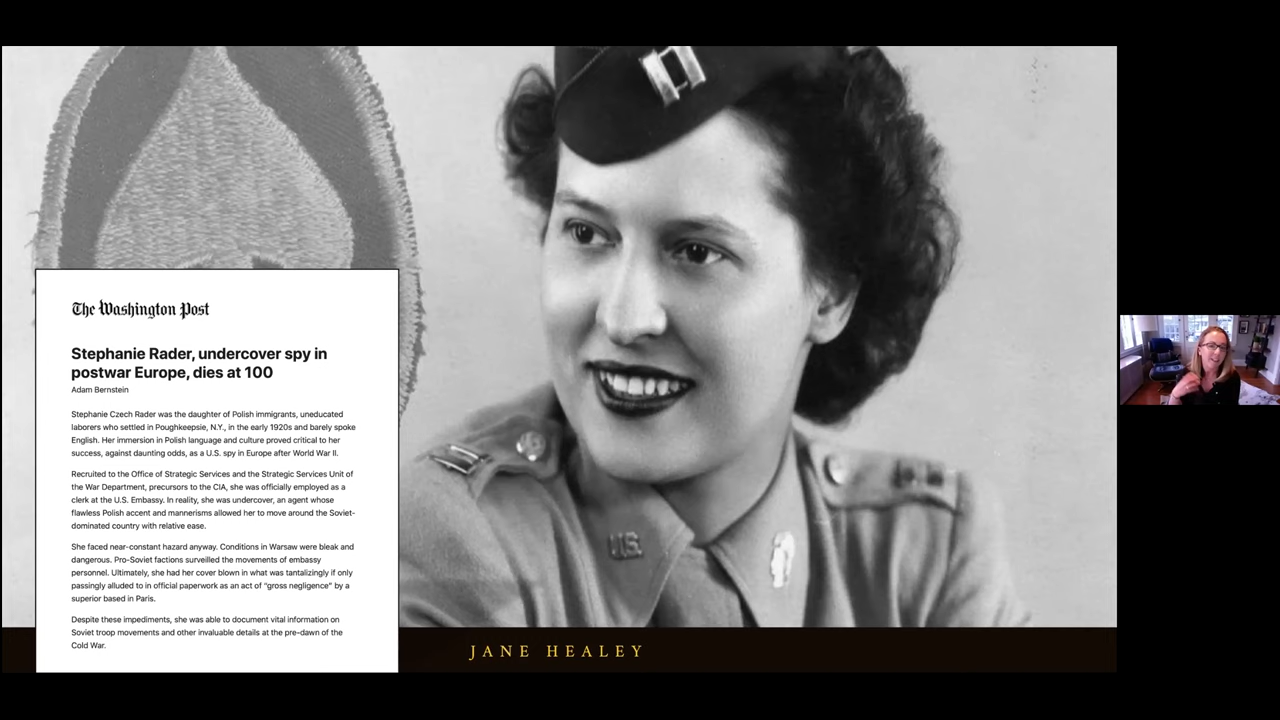 The Washington Post
Stephanie Rader, undercover spy in
postwar Europe, dies at 100
Adam Bernstein
Stephanie Czech Rader was the daughter of Polish immigrants, uneducated
laborers who settled in Poughkeepsie, N.Y., in the early 1920s and barely spoke
English. Her immersion in Polish language and culture proved critical to her
success, against daunting odds, as a U.S. spy in Europe after World War II.
Recruited to the Office of Strategic Services and the Strategic Services Unit of
the War Department, precursors to the CIA, she was officially employed as a
clerk at the U.S. Embassy. In reality, she was undercover, an agent whose
flawless Polish accent and mannerisms allowed her to move around the Soviet-
dominated country with relative ease.
She faced near-constant hazard anyway. Conditions in Warsaw were bleak and
dangerous. Pro-Soviet factions surveilled the movements of embassy
personnel. Ultimately, she had her cover blown in what was tantalizingly if only
passingly alluded to in official paperwork as an act of “gross negligence” by a
superior based in Paris.
Despite these impediments, she was able to document vital information on
Soviet troop movements and other invaluable details at the pre-dawn of the
Cold War.
U.S.
JANE HEALEY